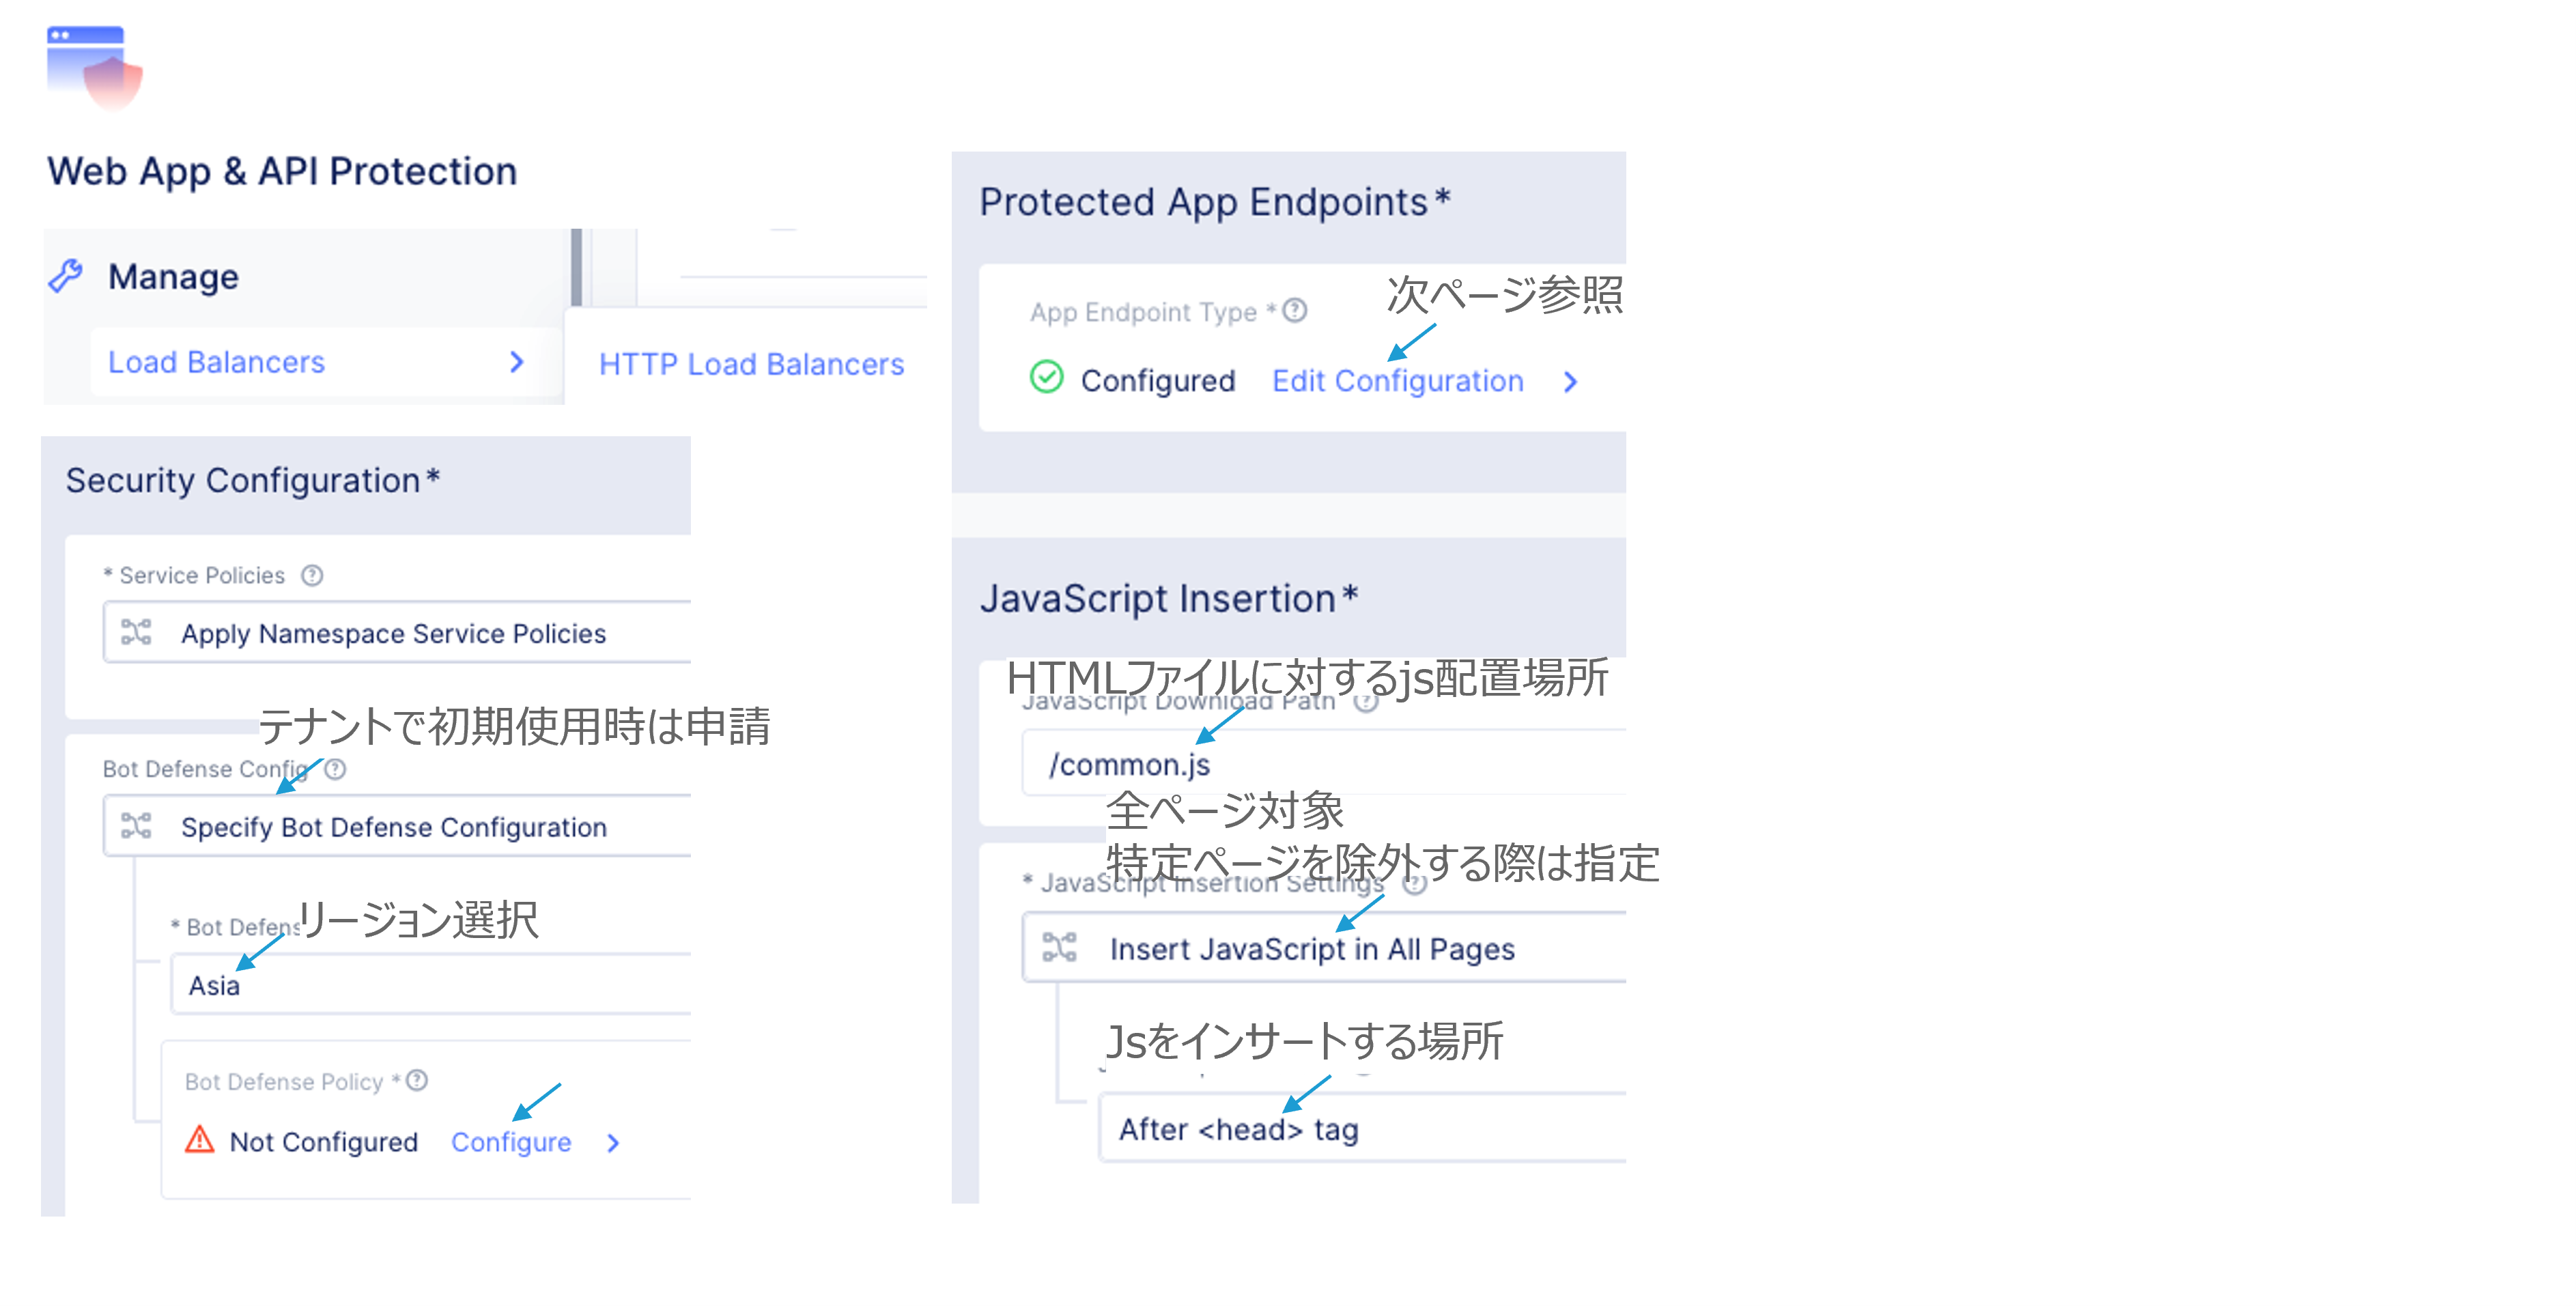 Web App & API Protection
Manage
Load Balancers
HTTP Load Balancers
Security Configuration*
* Service Policies
Apply Namespace Service Policies
テナントで初期使用時は申請
Bot Defense Config
Specify Bot Defense Configuration
リージョン選択
* Bot Defens
Asia
Bot Defense Policy *
Not Configured Configure
Protected App Endpoints*
次ページ参照
App Endpoint Type *
Configured Edit Configuration
JavaScript Insertion*
HTMLファイルに対するjs配置場所
JavaScript Download Path
/common.js
全ページ対象
特定ページを除外する際は指定
* JavaScript Insertion Settings
Insert JavaScript in All Pages
Jsをインサートする場所
After <head> tag